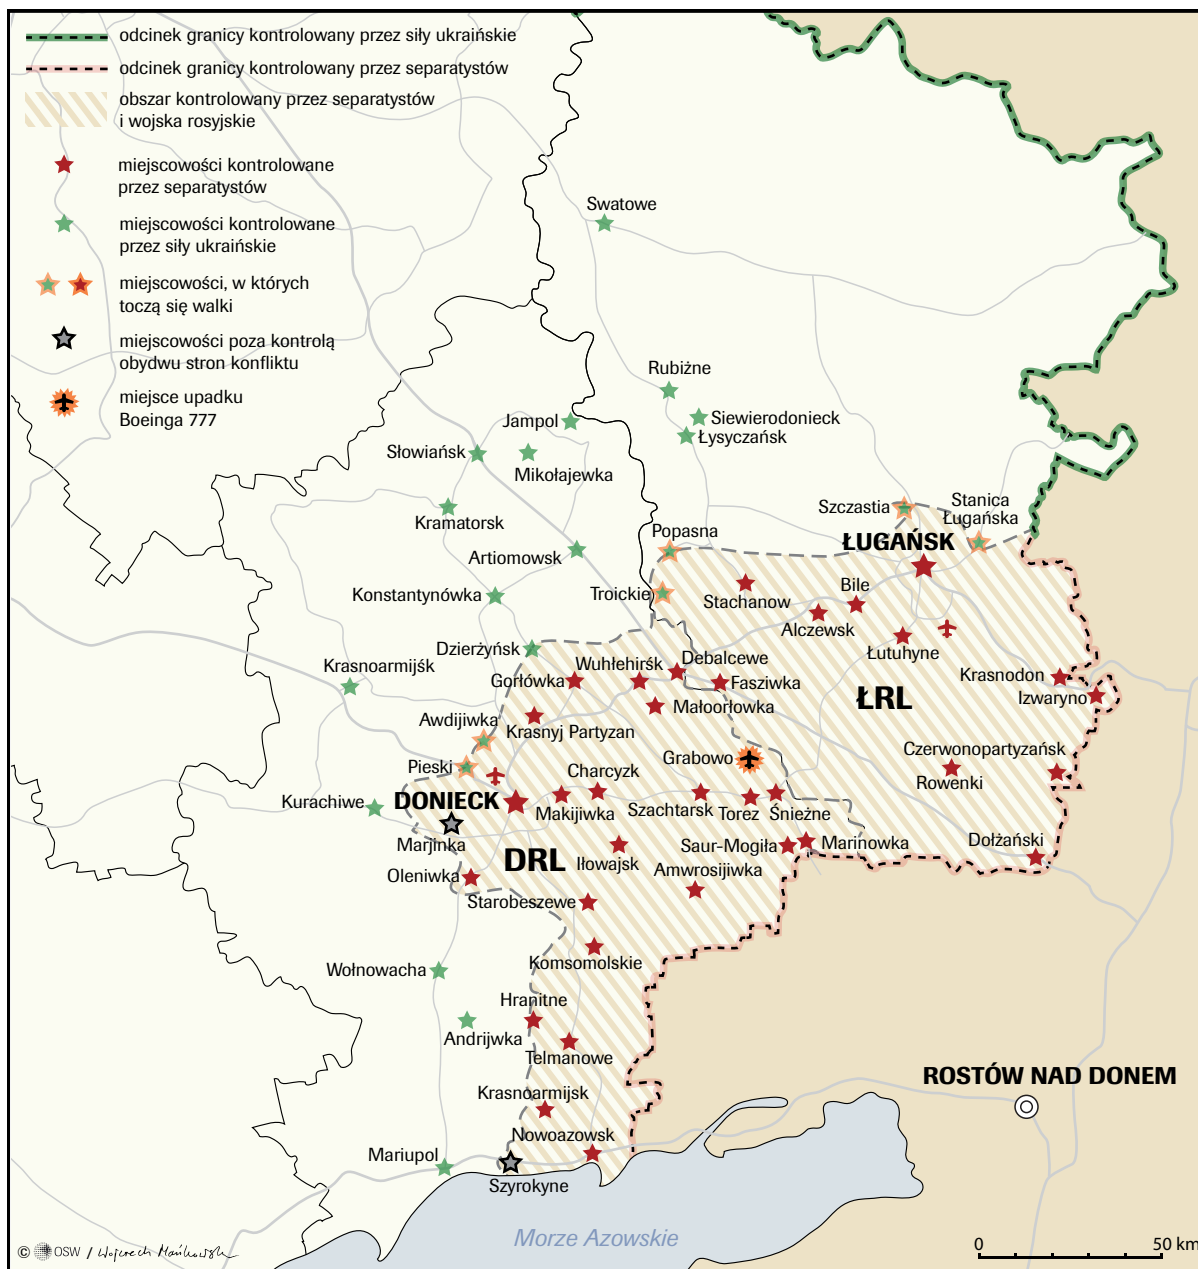 odcinek granicy kontrolowany przez siły ukraińskie
odcinek granicy kontrolowany przez separatystów
obszar kontrolowany przez separatystów
i wojska rosyjskie
miejscowości kontrolowane
przez separatystów
miejscowości kontrolowane
przez siły ukraińskie
miejscowości, w których
toczą się walki
miejscowości poza kontrolą
obydwu stron konfliktu
miejsce upadku
Boeinga 777
Swatowe
Rubiżne
Siewierodonieck
Łysyczańsk
Jampol
Słowiańsk
Mikołajewka
Kramatorsk
Artiomowsk
Konstantynówka
Popasna
Troickie
Szczastia
Stanica
Ługańska
ŁUGAŃSK
Stachanow
Bile
Alczewsk
Łutuhyne
Dzierżyńsk
Krasnoarmijśk
Gorłówka
Wuhłehirśk
Debalcewe
Fasziwka
Małoorłowka
Krasnodon
Izwaryno
ŁRL
Awdijiwka
Krasnyj Partyzan
Pieski
Grabowo
Czerwonopartyzańsk
Rowenki
Kurachiwe
DONIECK
Charcyzk
Makijiwka
Szachtarsk
Torez
Śnieżne
Marjinka
DRL
Iłowajsk
Saur-Mogiła
Marinowka
Dołżański
Oleniwka
Amwrosijiwka
Starobeszewe
Komsomolskie
Wołnowacha
Hranitne
Andrijwka
Telmanowe
Krasnoarmijsk
Nowoazowsk
Mariupol
Szyrokyne
ROSTÓW NAD DONEM
Morze Azowskie
© OSW / Wojciech Mańkowski
0 50 km